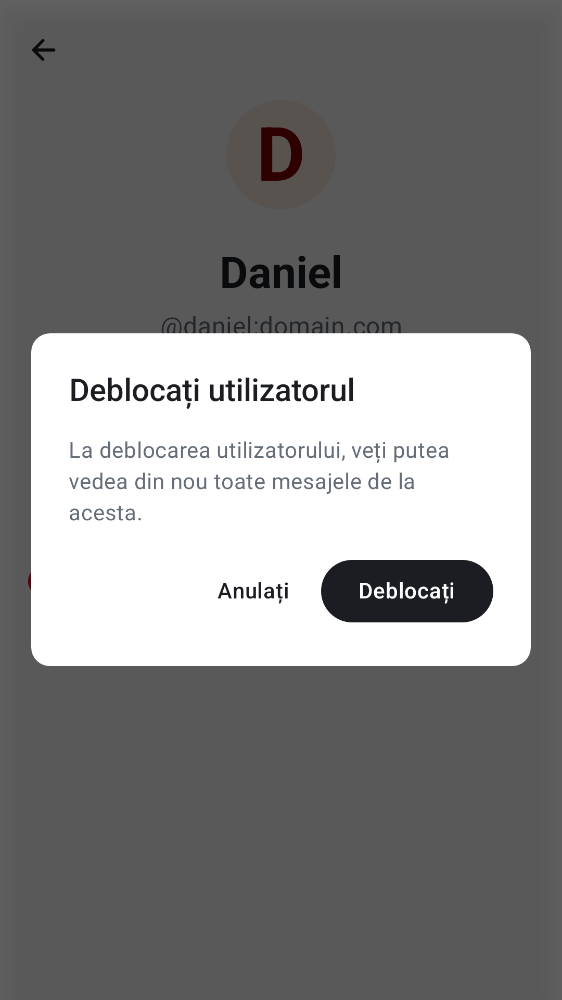 D
Daniel
@daniel:domain.com
Deblocați utilizatorul
La deblocarea utilizatorului, veți putea
vedea din nou toate mesajele de la
acesta.
Anulați
Deblocați